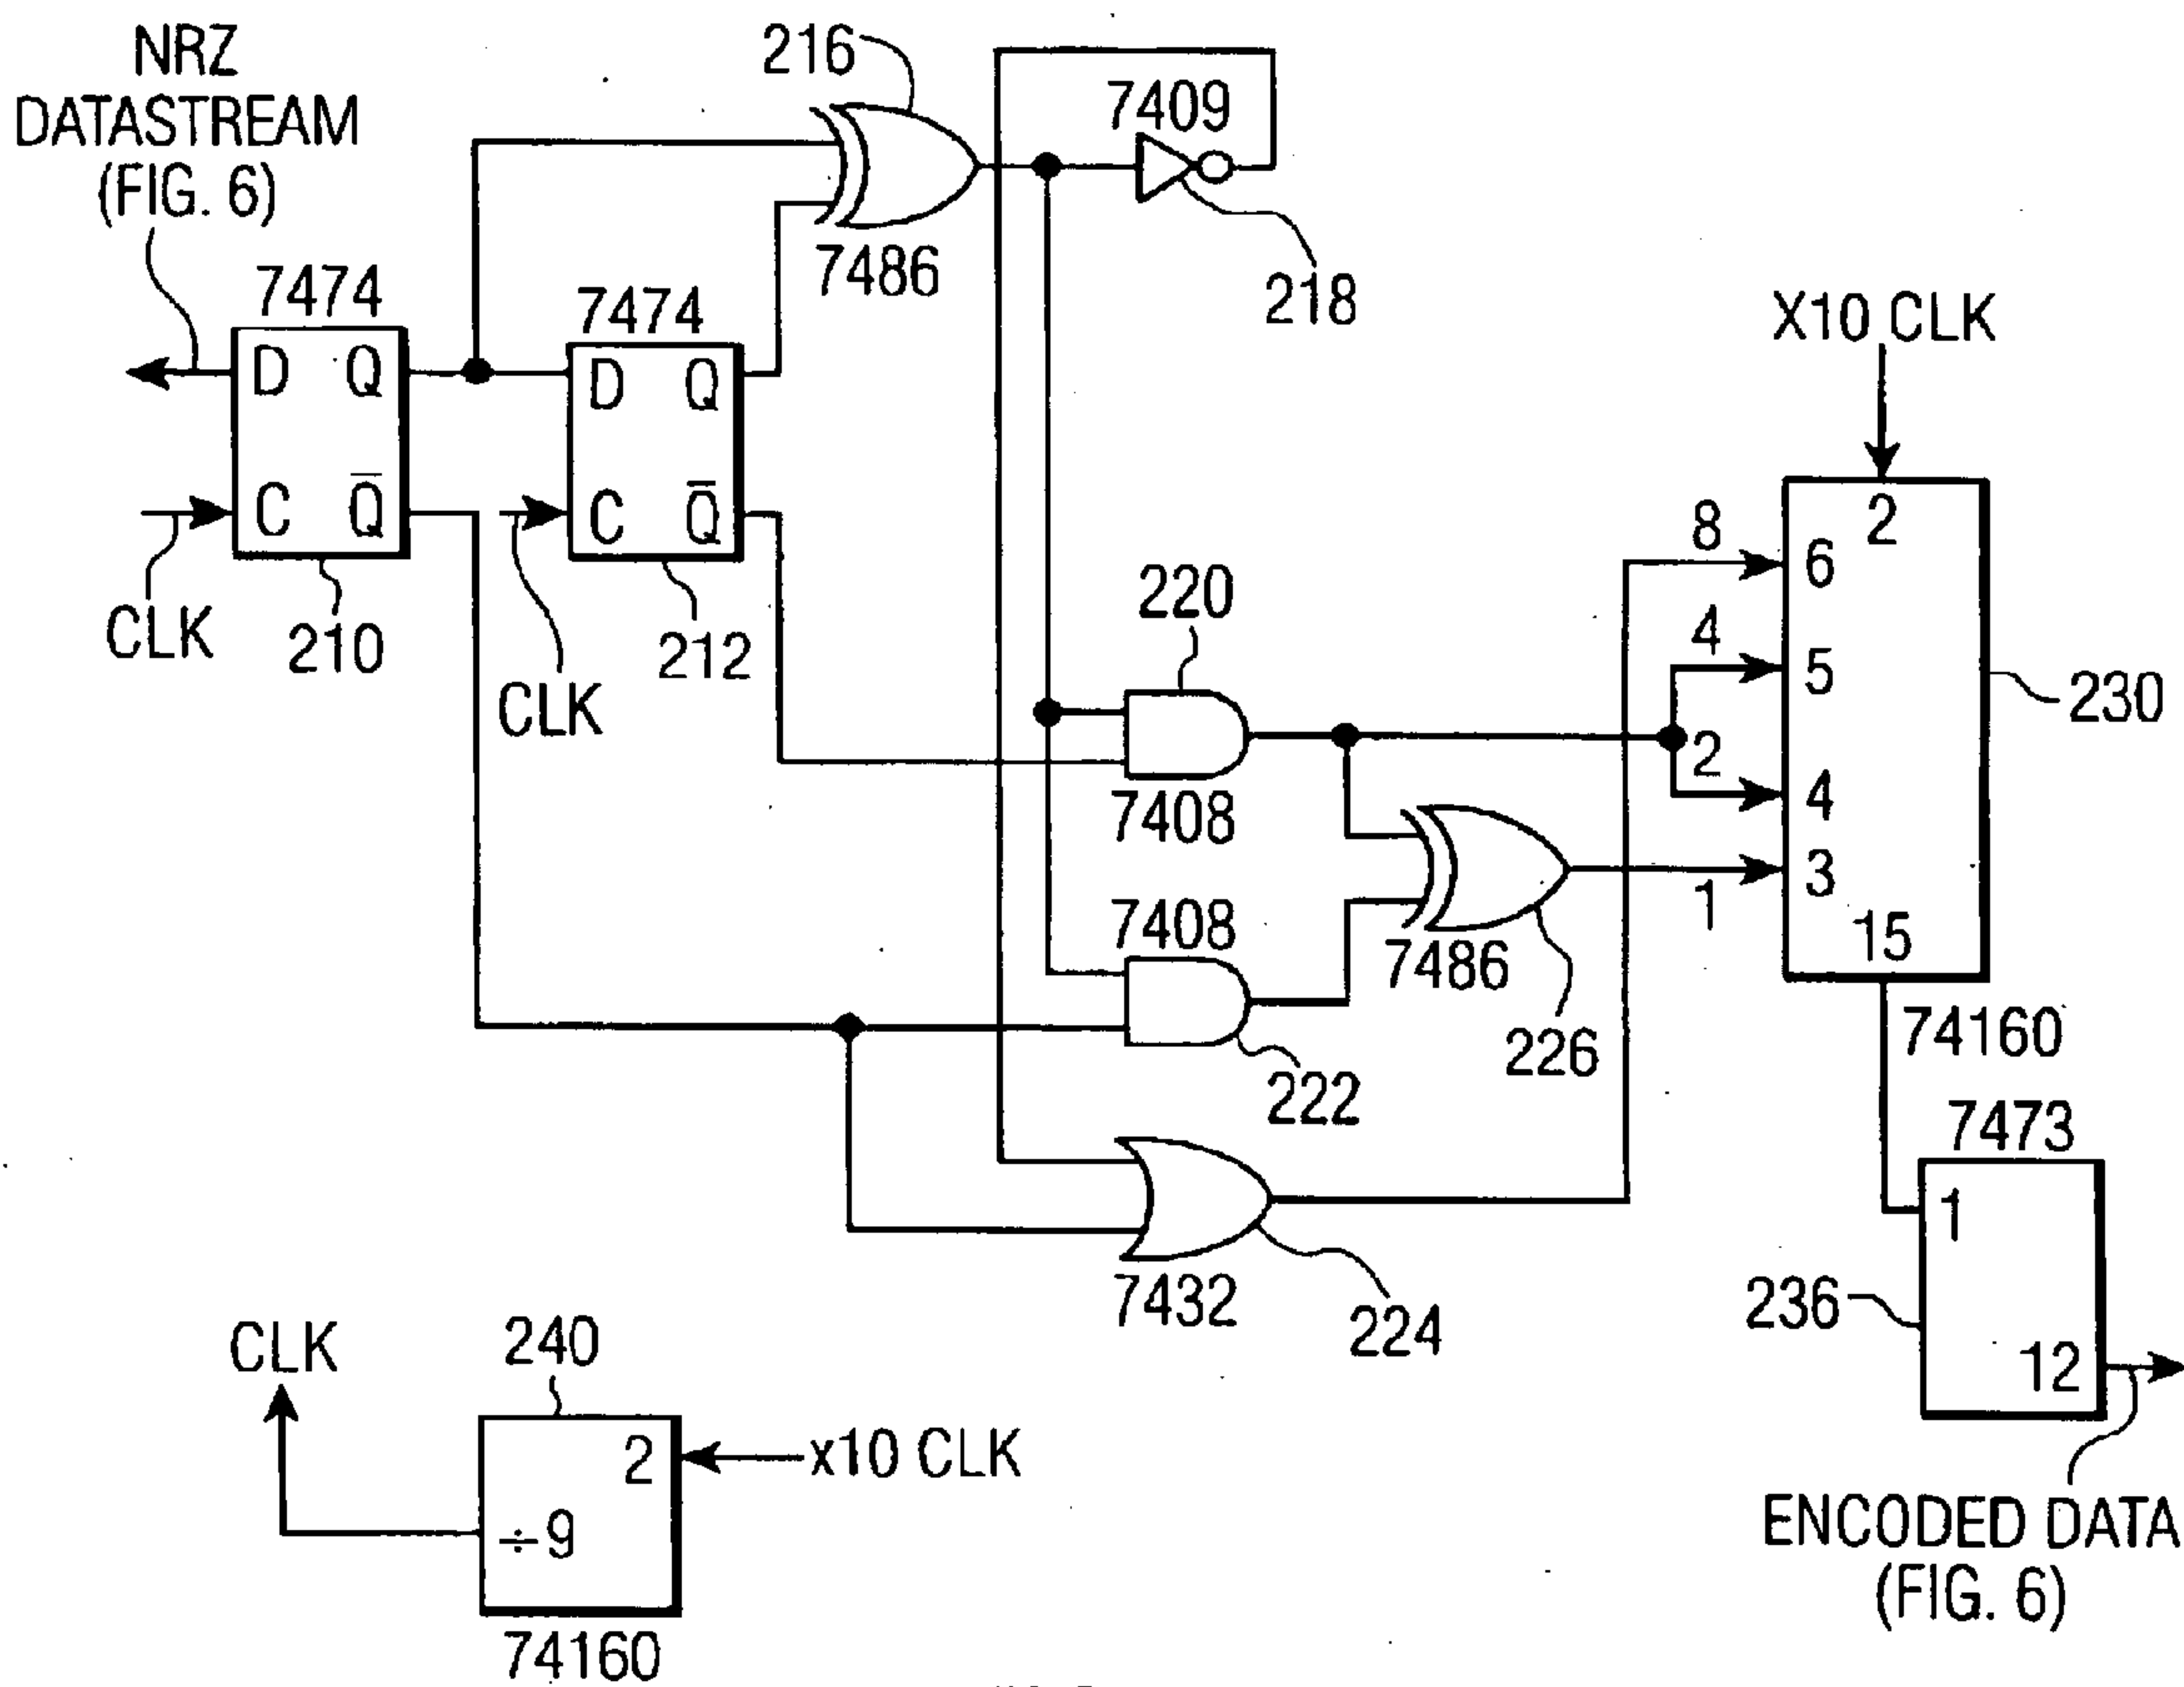 NRZ
DATASTREAM
(FIG. 6)
216
7409
7486
218
7474
D Q
C Q̅
CLK
210
7474
D Q
C Q̅
CLK
212
X10 CLK
2
8
6
4
5
2
4
1
3
15
230
74160
220
7408
7408
222
7486
226
7432
224
7473
1
12
236
ENCODED DATA
(FIG. 6)
CLK
240
2
x10 CLK
÷9
74160